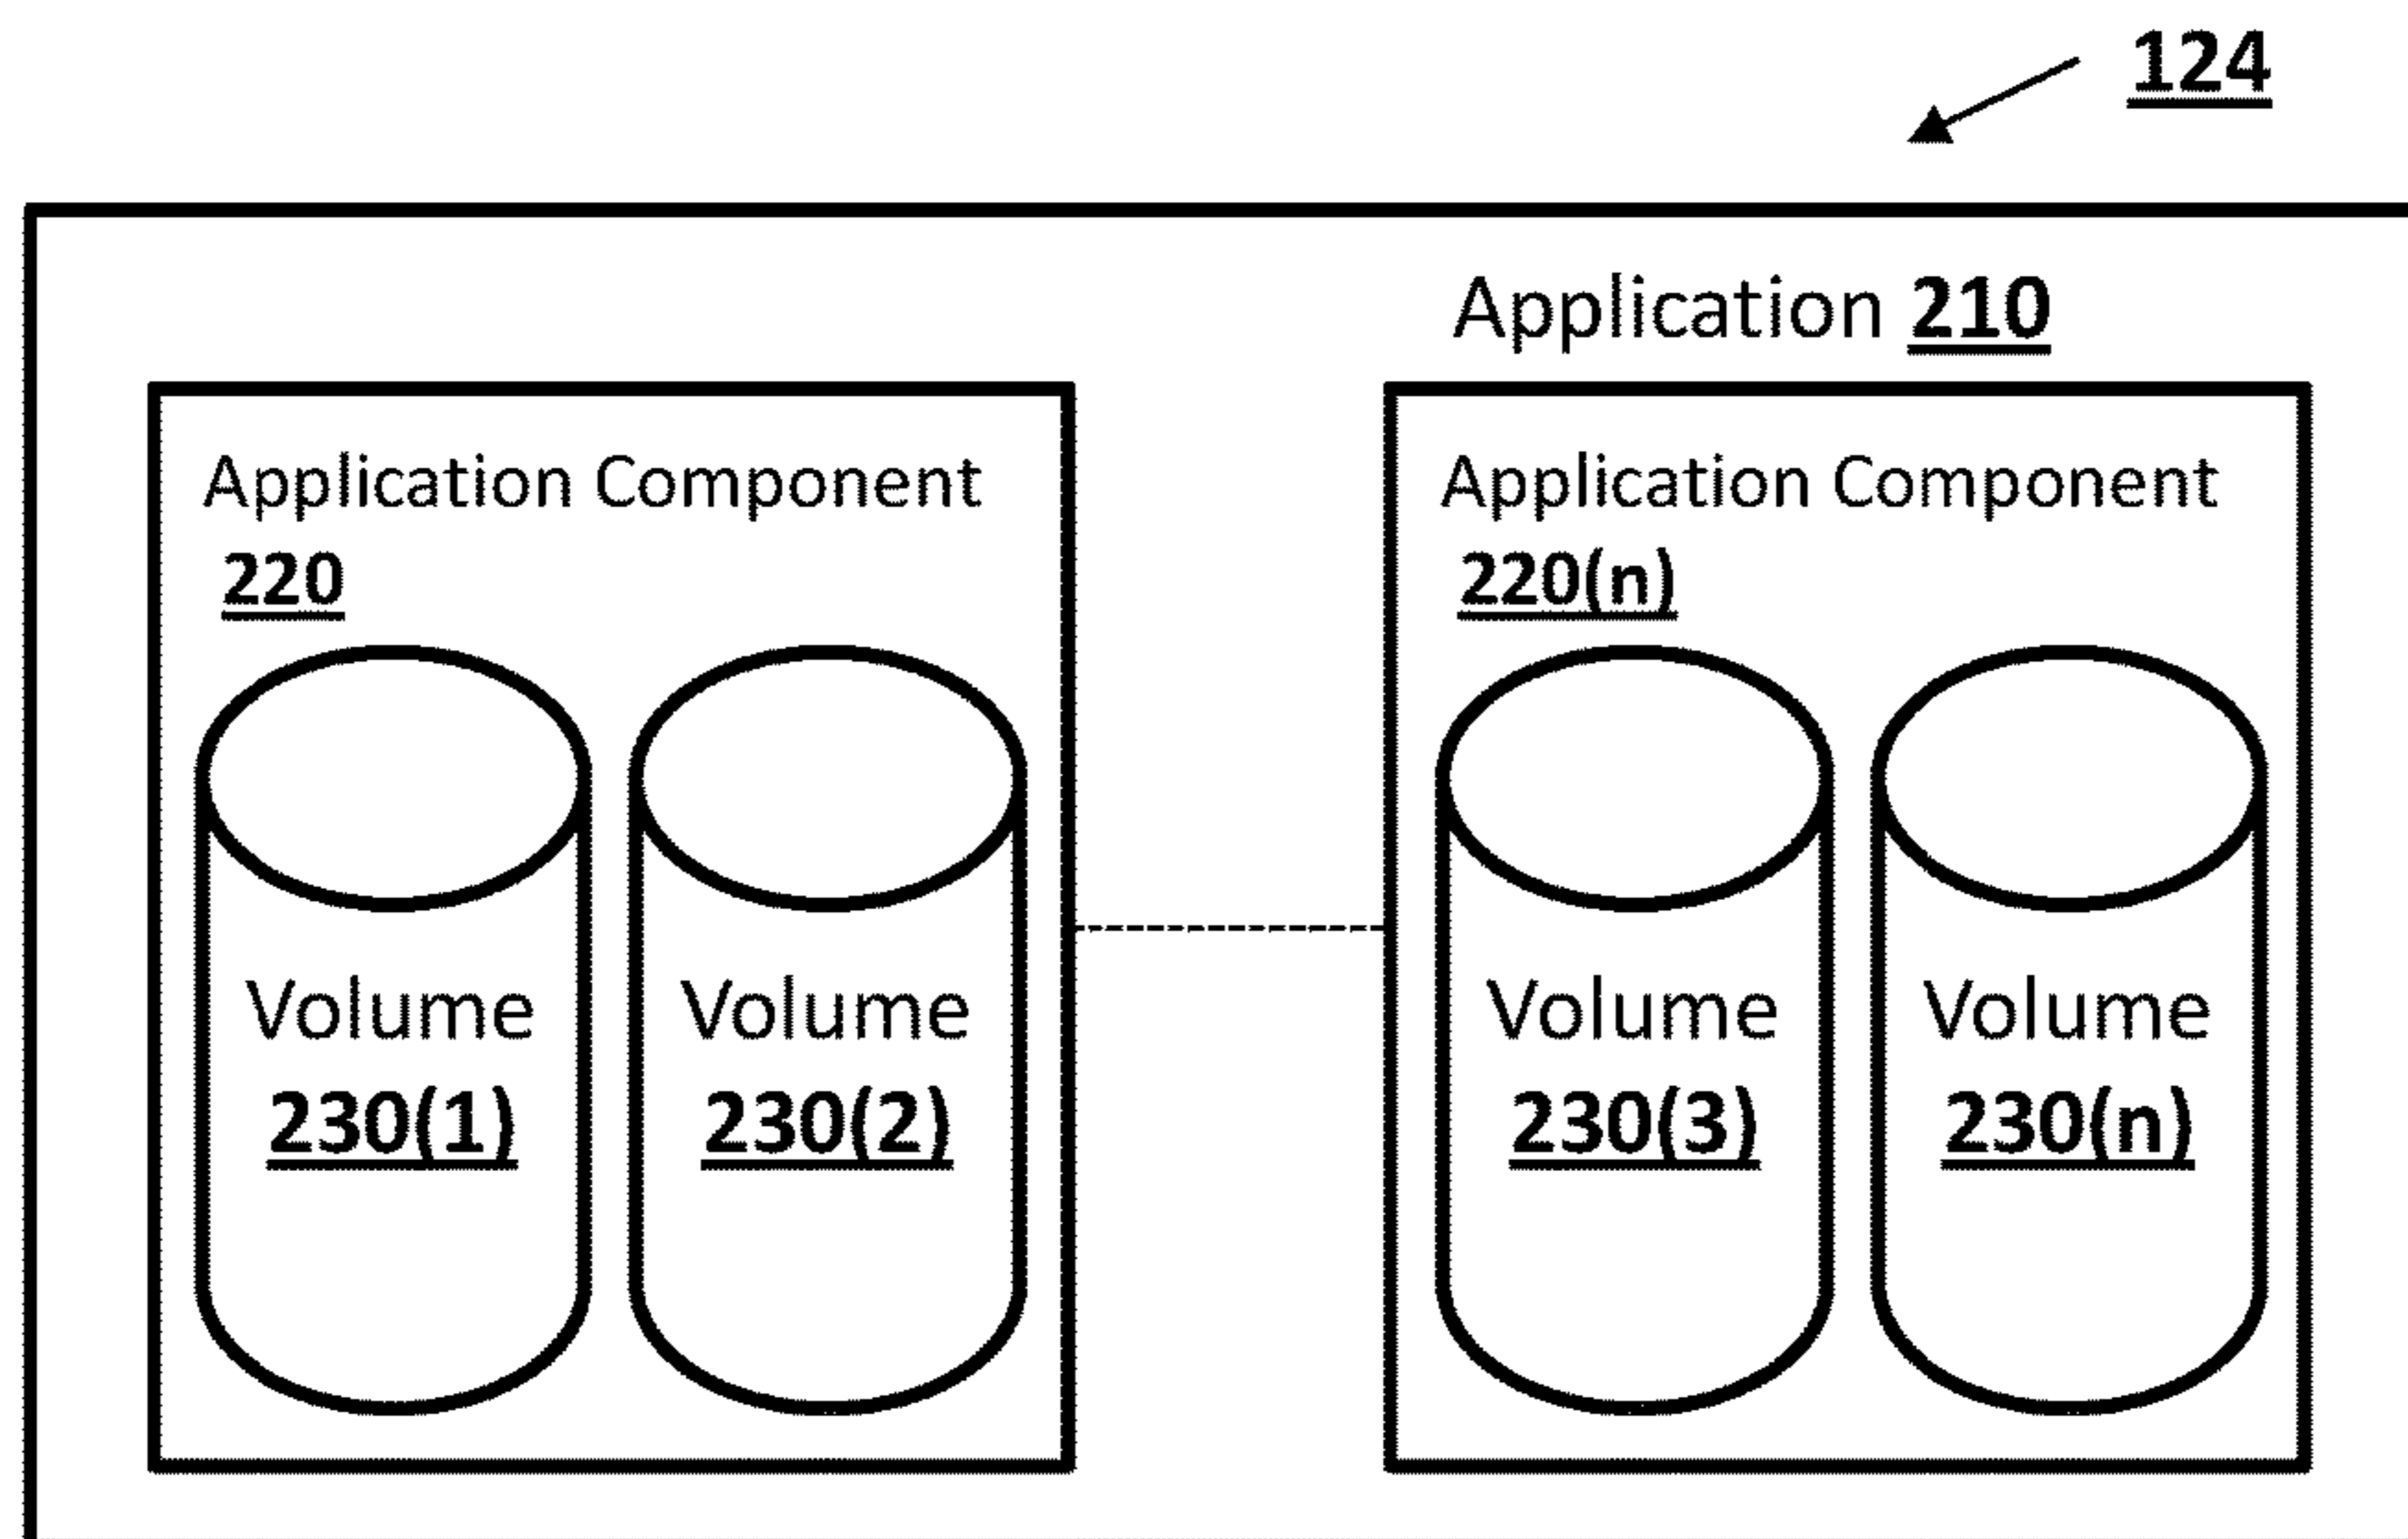 124
Application 210
Application Component
220
Volume
230(1)
Volume
230(2)
Application Component
220(n)
Volume
230(3)
Volume
230(n)